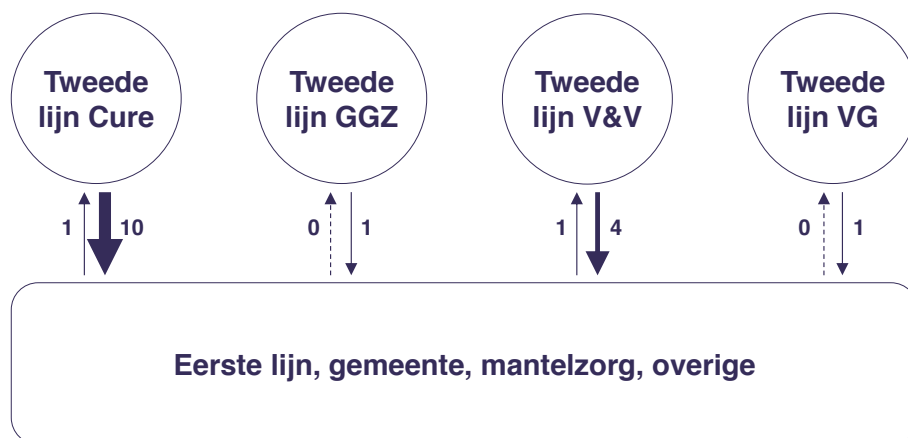 Tweede
lijn Cure
Tweede
lijn GGZ
Tweede
lijn V&V
Tweede
lijn VG
1
10
0
1
1
4
0
1
Eerste lijn, gemeente, mantelzorg, overige